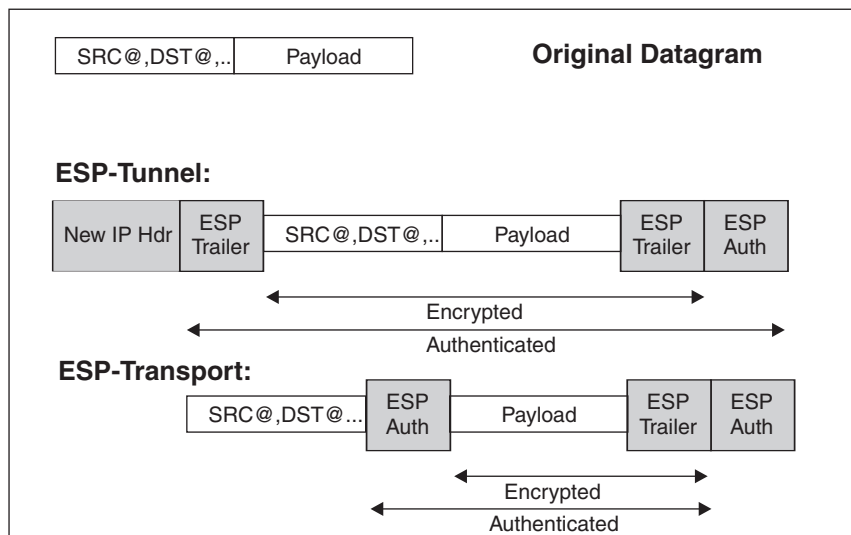 SRC@,DST@,.. Payload Original Datagram
ESP-Tunnel:
New IP Hdr ESP Trailer SRC@,DST@,.. Payload ESP Trailer ESP Auth
Encrypted
Authenticated
ESP-Transport:
SRC@,DST@... ESP Auth Payload ESP Trailer ESP Auth
Encrypted
Authenticated